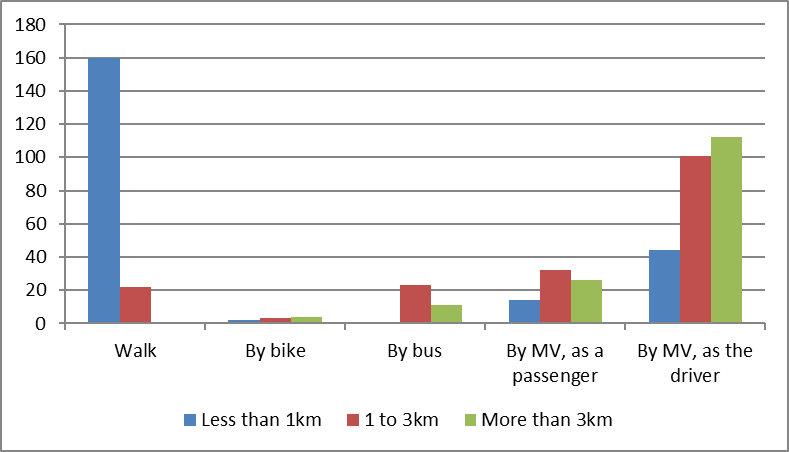 180
160
140
120
100
80
60
40
20
0
Walk
By bike
By bus
By MV, as a
passenger
By MV, as the
driver
Less than 1km
1 to 3km
More than 3km